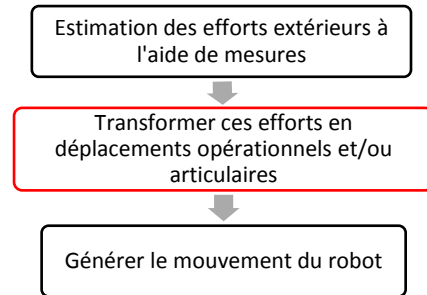 Estimation des efforts extérieurs à
l'aide de mesures
Transformer ces efforts en
déplacements opérationnels et/ou
articulaires
Générer le mouvement du robot